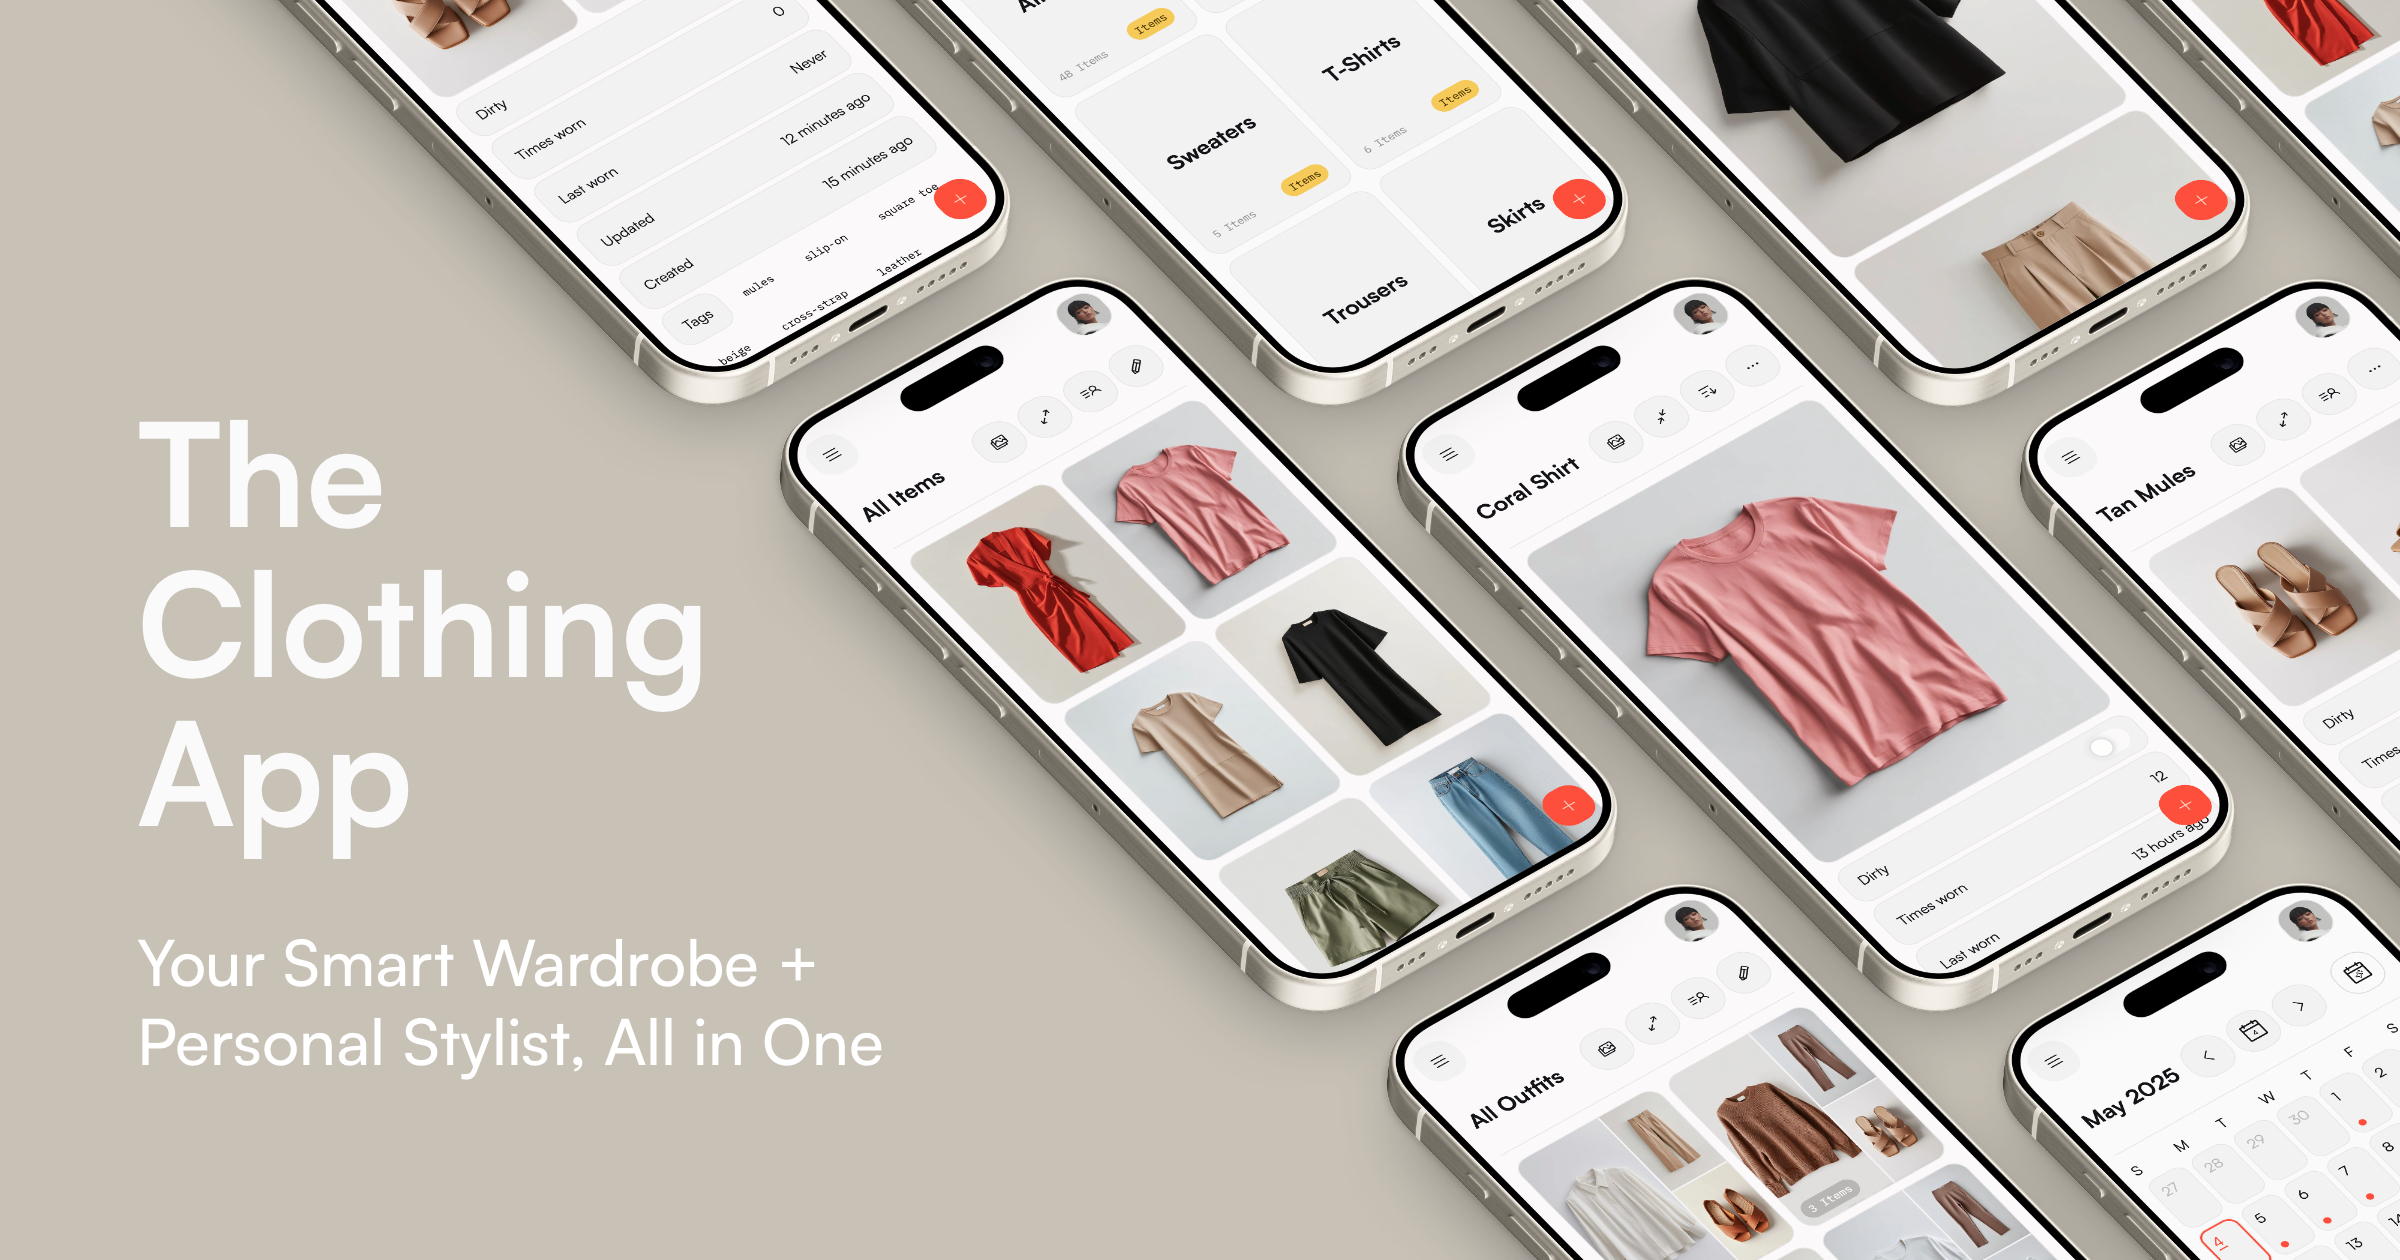 The
Clothing
App
Your Smart Wardrobe +
Personal Stylist, All in One
0
Dirty
Never
Times worn
12 minutes ago
Last worn
15 minutes ago
Updated
Created
Tags
mules
slip-on
square toe
beige
cross-strap
leather
48 Items
Items
Sweaters
5 Items
Items
T-Shirts
6 Items
Items
Trousers
Skirts
All Items
Coral Shirt
Dirty
12
Times worn
13 hours ago
Last worn
Tan Mules
Dirty
Times
All Outfits
3 Items
May 2025
S
M
T
W
T
F
S
27
28
29
30
1
2
4
5
6
7
8
13